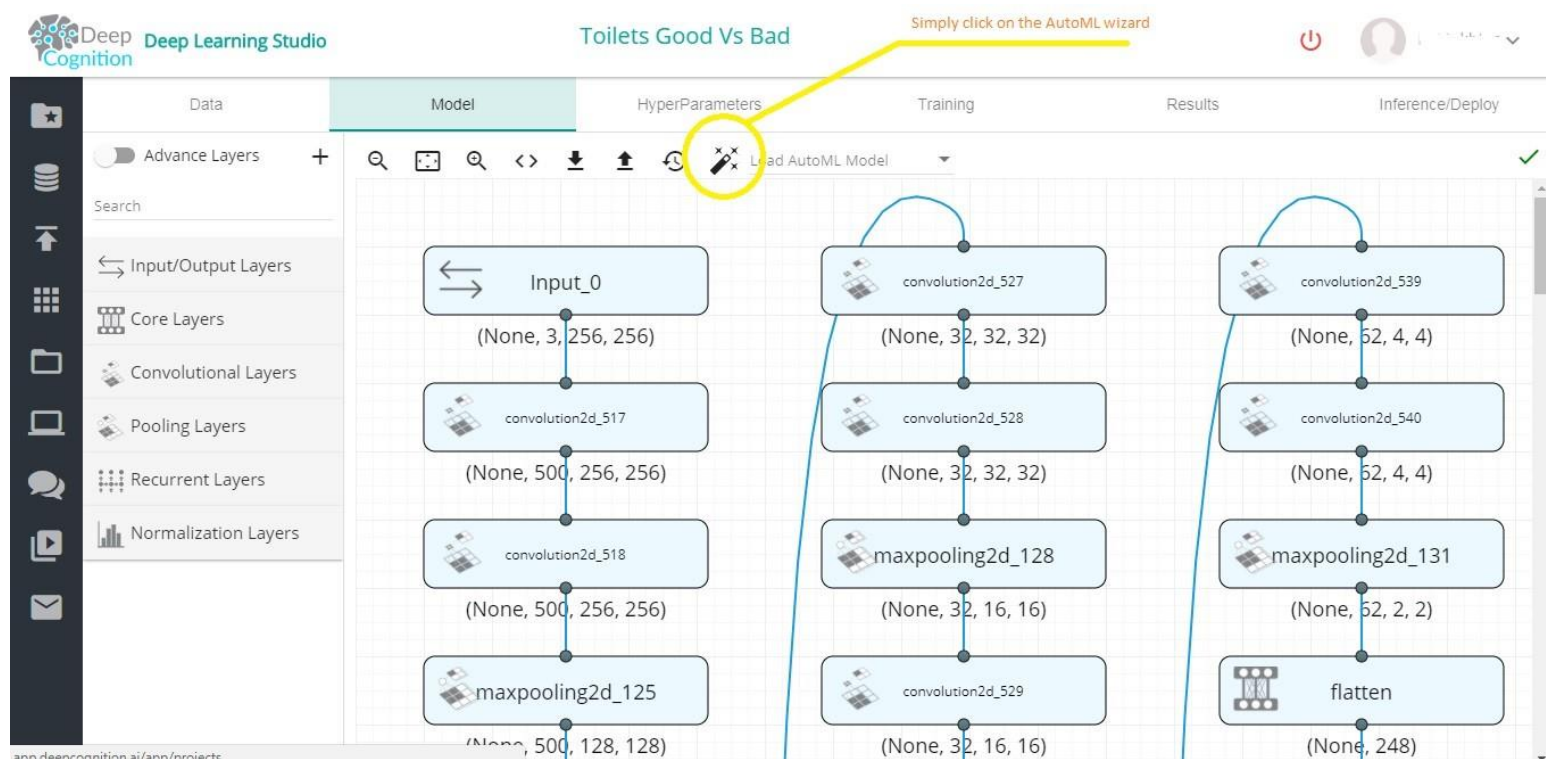 Deep
Cognition
Deep Learning Studio
Toilets Good Vs Bad
Simply click on the AutoML wizard
Data
Model
HyperParameters
Training
Results
Inference/Deploy
Advance Layers
Load AutoML Model
Search
Input/Output Layers
Core Layers
Convolutional Layers
Pooling Layers
Recurrent Layers
Normalization Layers
Input_0
(None, 3, 256, 256)
convolution2d_517
(None, 500, 256, 256)
convolution2d_518
(None, 500, 256, 256)
maxpooling2d_125
(None, 500, 128, 128)
convolution2d_527
(None, 32, 32, 32)
convolution2d_528
(None, 32, 32, 32)
maxpooling2d_128
(None, 32, 16, 16)
convolution2d_529
(None, 32, 16, 16)
convolution2d_539
(None, 62, 4, 4)
convolution2d_540
(None, 62, 4, 4)
maxpooling2d_131
(None, 62, 2, 2)
flatten
(None, 248)
app.deepcognition.ai/app/projects